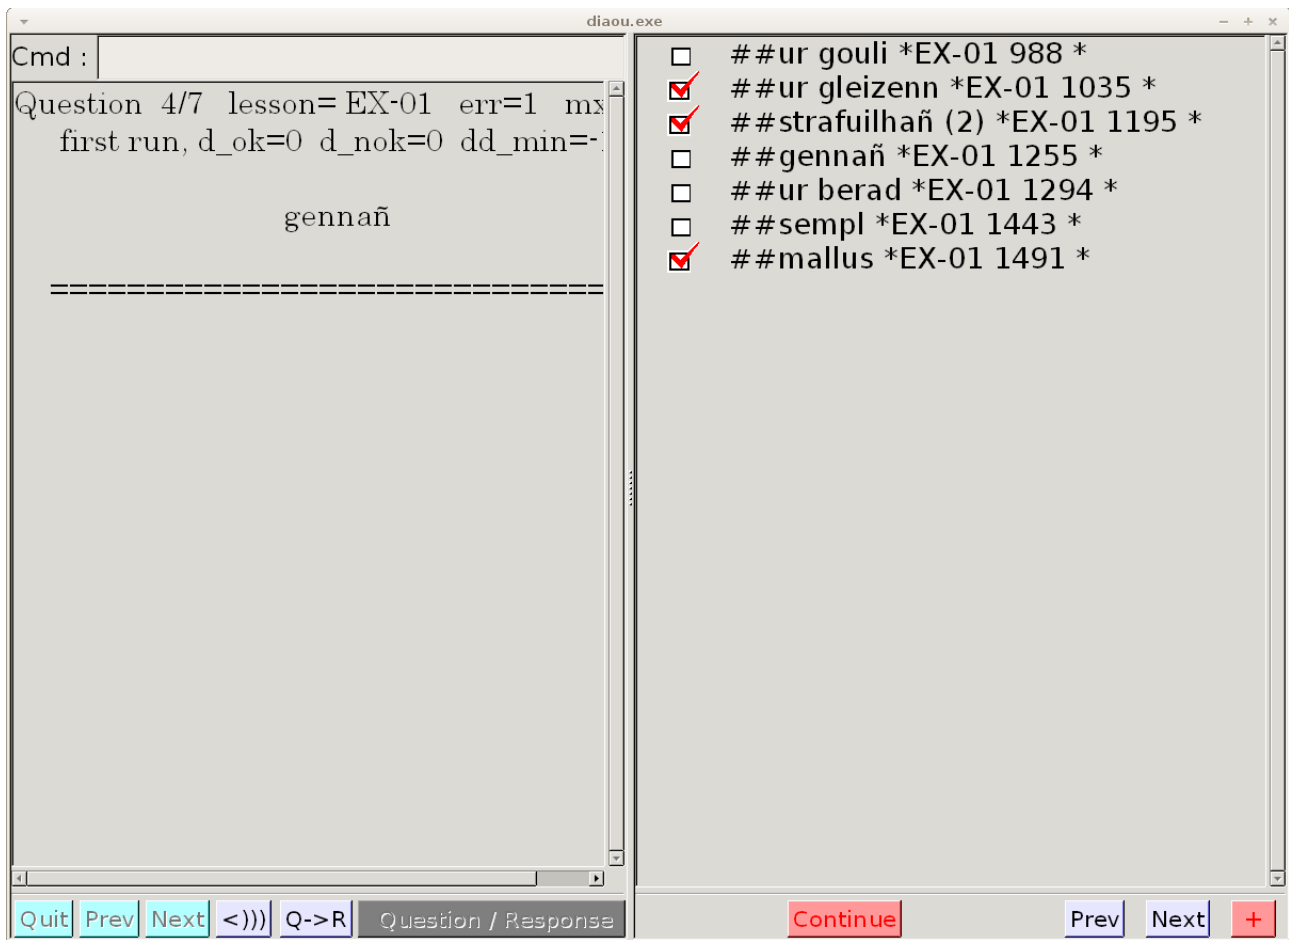 diaou.exe
Cmd :
Question 4/7 lesson= EX-01 err=1 mx
first run, d_ok=0 d_nok=0 dd_min=-1
gennañ
==============================
Quit Prev Next <))) Q->R Question / Response
##ur gouli *EX-01 988 *
##ur gleizenn *EX-01 1035 *
##strafuilhañ (2) *EX-01 1195 *
##gennañ *EX-01 1255 *
##ur berad *EX-01 1294 *
##sempl *EX-01 1443 *
##mallus *EX-01 1491 *
Continue Prev Next +